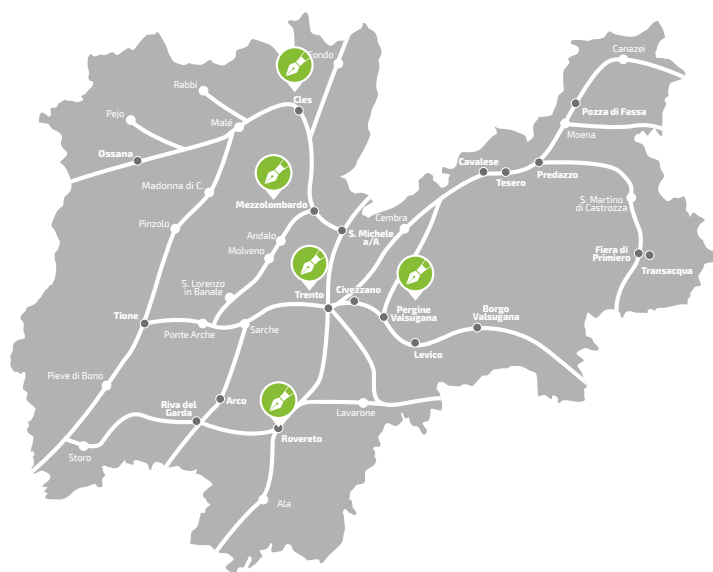 Canazei
Fondo
Rabbi
Cles
Pejo
Pozza di Fassa
Malé
Moena
Ossana
Cavalese
Predazzo
Tesero
Madonna di C.
S. Martino
di Castrozza
Mezzolombardo
Cembra
Pinzolo
S. Michele
a/A
Andalo
Molveno
Fiera di
Primiero
Transacqua
S. Lorenzo
in Banale
Trento
Civezzano
Pergine
Valsugana
Borgo
Valsugana
Tione
Ponte Arche
Sarche
Levico
Pieve di Bono
Riva del
Garda
Arco
Lavarone
Rovereto
Storo
Ala